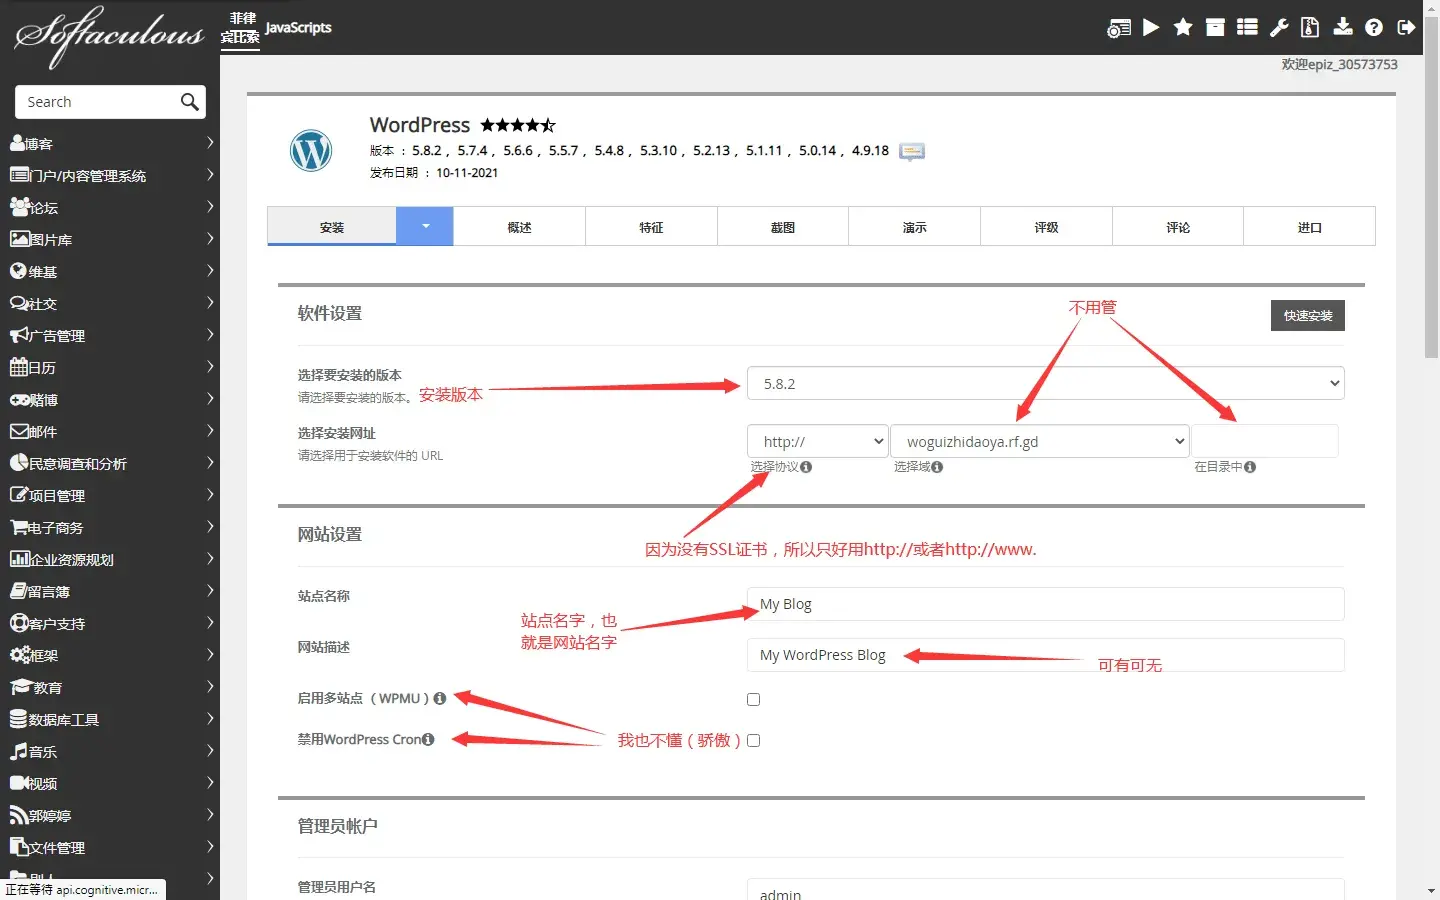 Softaculous
菲律
宾比索
JavaScripts
欢迎epiz_30573753
Search
博客
门户/内容管理系统
论坛
图片库
维基
社交
广告管理
日历
赌博
邮件
民意调查和分析
项目管理
电子商务
企业资源规划
留言簿
客户支持
框架
教育
数据库工具
音乐
视频
郭婷婷
文件管理
别人
正在等待 api.cognitive.micr...
WordPress
版本 ： 5.8.2 , 5.7.4 , 5.6.6 , 5.5.7 , 5.4.8 , 5.3.10 , 5.2.13 , 5.1.11 , 5.0.14 , 4.9.18
发布日期 ： 10-11-2021
安装 概述 特征 截图 演示 评级 评论 进口
软件设置
不用管
快速安装
选择要安装的版本
请选择要安装的版本。
安装版本
5.8.2
选择安装网址
请选择用于安装软件的 URL
http://
woguizhidaoya.rf.gd
选择协议
选择域
在目录中
因为没有SSL证书，所以只好用http://或者http://www.
网站设置
站点名称
My Blog
站点名字，也
就是网站名字
网站描述
My WordPress Blog
可有可无
启用多站点（WPMU）
禁用WordPress Cron
我也不懂（骄傲）
管理员帐户
管理员用户名
admin